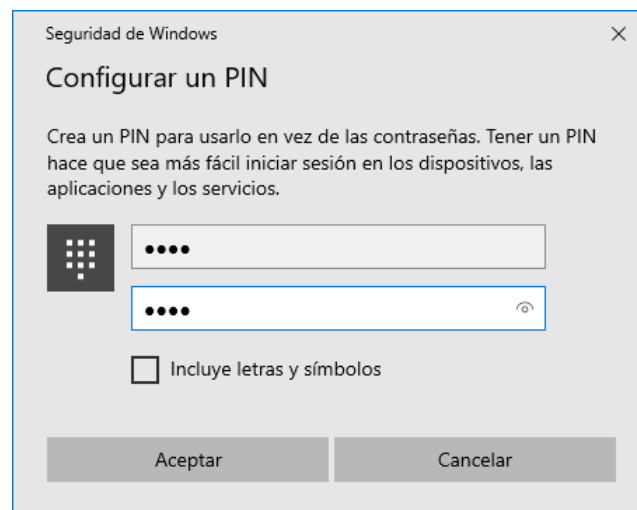 Seguridad de Windows
Configurar un PIN
Crea un PIN para usarlo en vez de las contraseñas. Tener un PIN
hace que sea más fácil iniciar sesión en los dispositivos, las
aplicaciones y los servicios.
●●●●
●●●●
Incluye letras y símbolos
Aceptar Cancelar